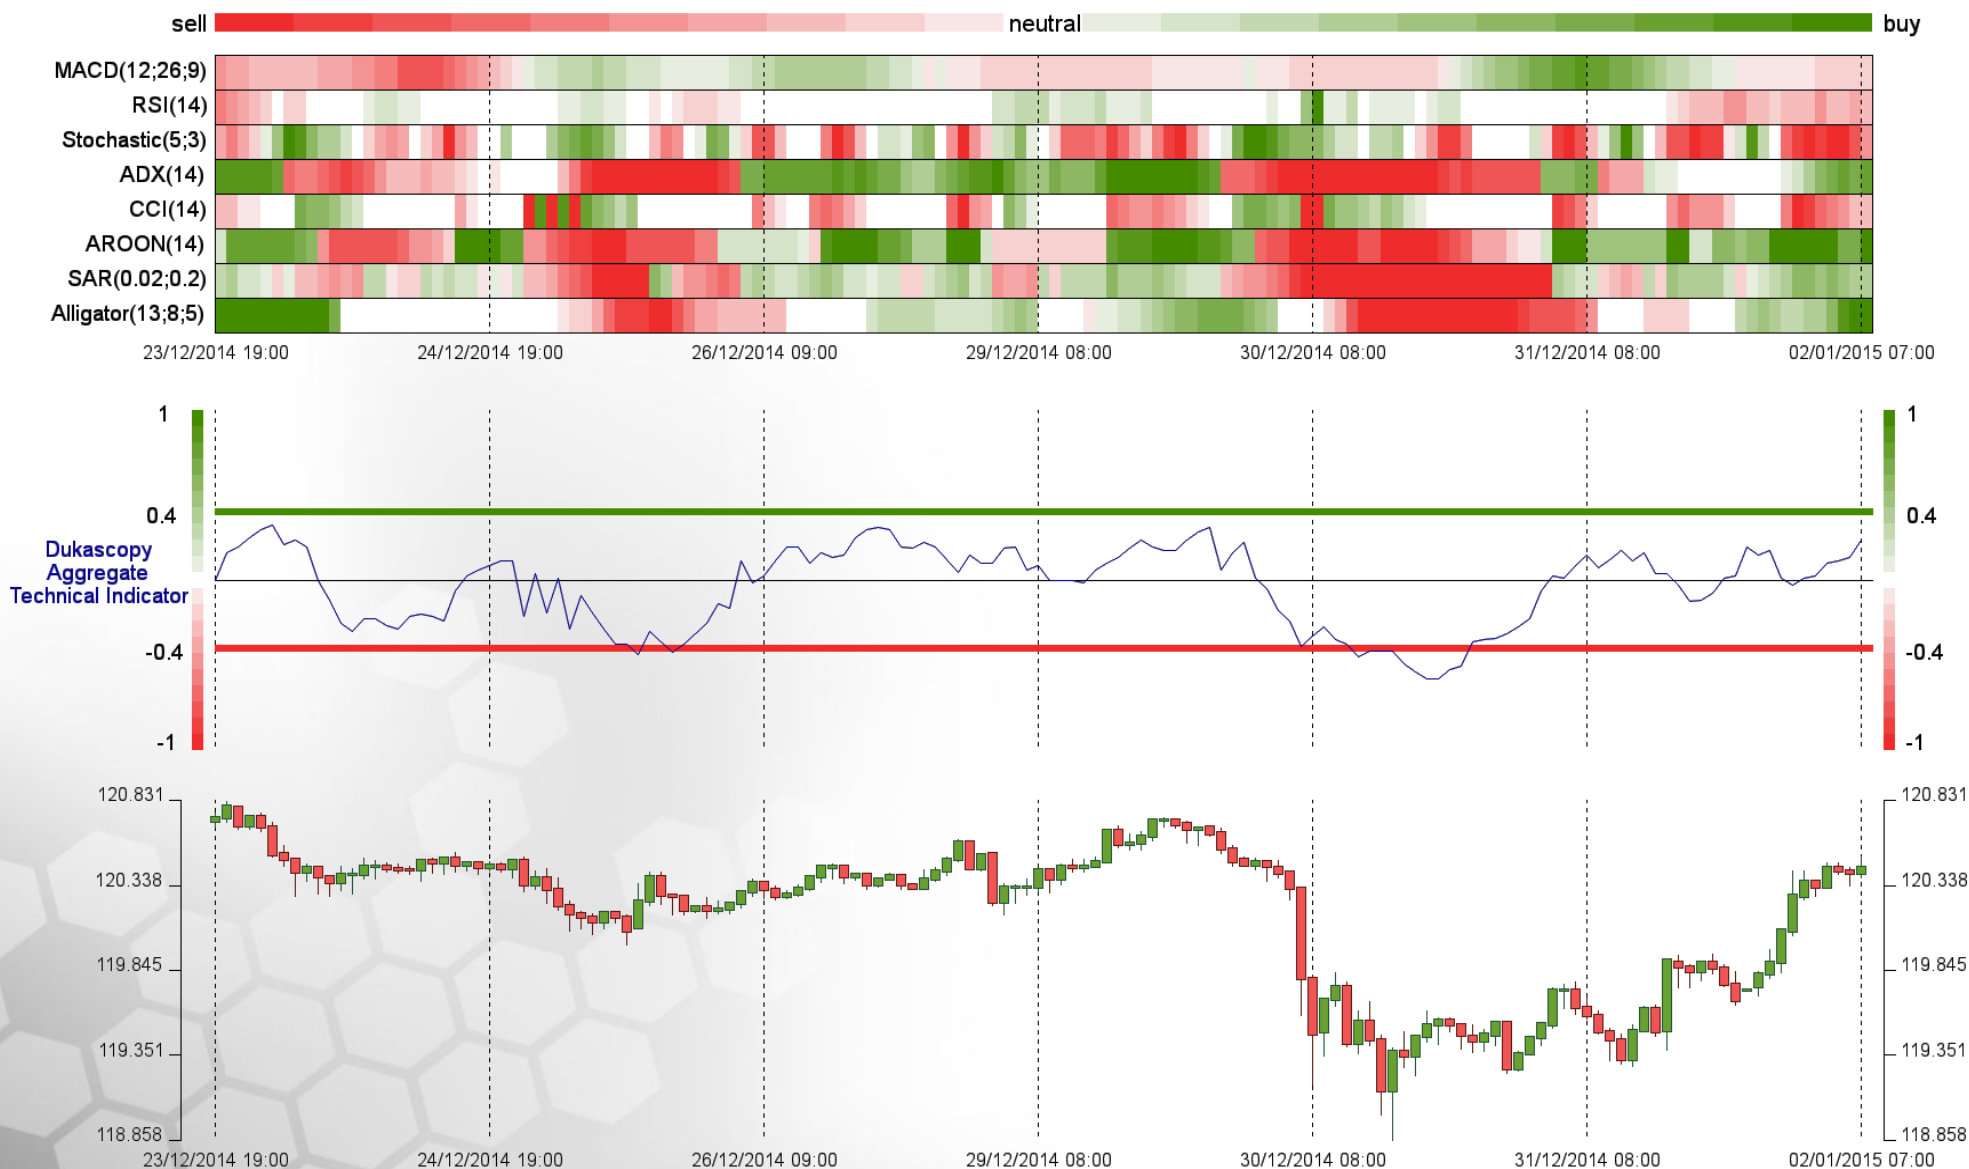 sell neutral buy
MACD(12;26;9)
RSI(14)
Stochastic(5;3)
ADX(14)
CCI(14)
AROON(14)
SAR(0.02;0.2)
Alligator(13;8;5)
23/12/2014 19:00 24/12/2014 19:00 26/12/2014 09:00 29/12/2014 08:00 30/12/2014 08:00 31/12/2014 08:00 02/01/2015 07:00
1 1
0.4 0.4
Dukascopy
Aggregate
Technical Indicator
-0.4 -0.4
-1 -1
120.831 120.831
120.338 120.338
119.845 119.845
119.351 119.351
118.858 118.858
23/12/2014 19:00 24/12/2014 19:00 26/12/2014 09:00 29/12/2014 08:00 30/12/2014 08:00 31/12/2014 08:00 02/01/2015 07:00